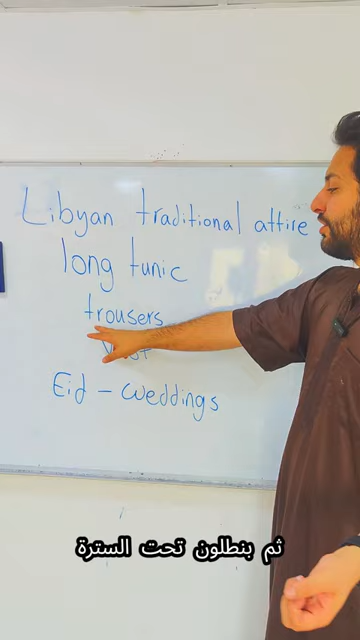 Libyan traditional attire
long tunic
trousers
Eid – weddings
ثم بنطلون تحت السترة